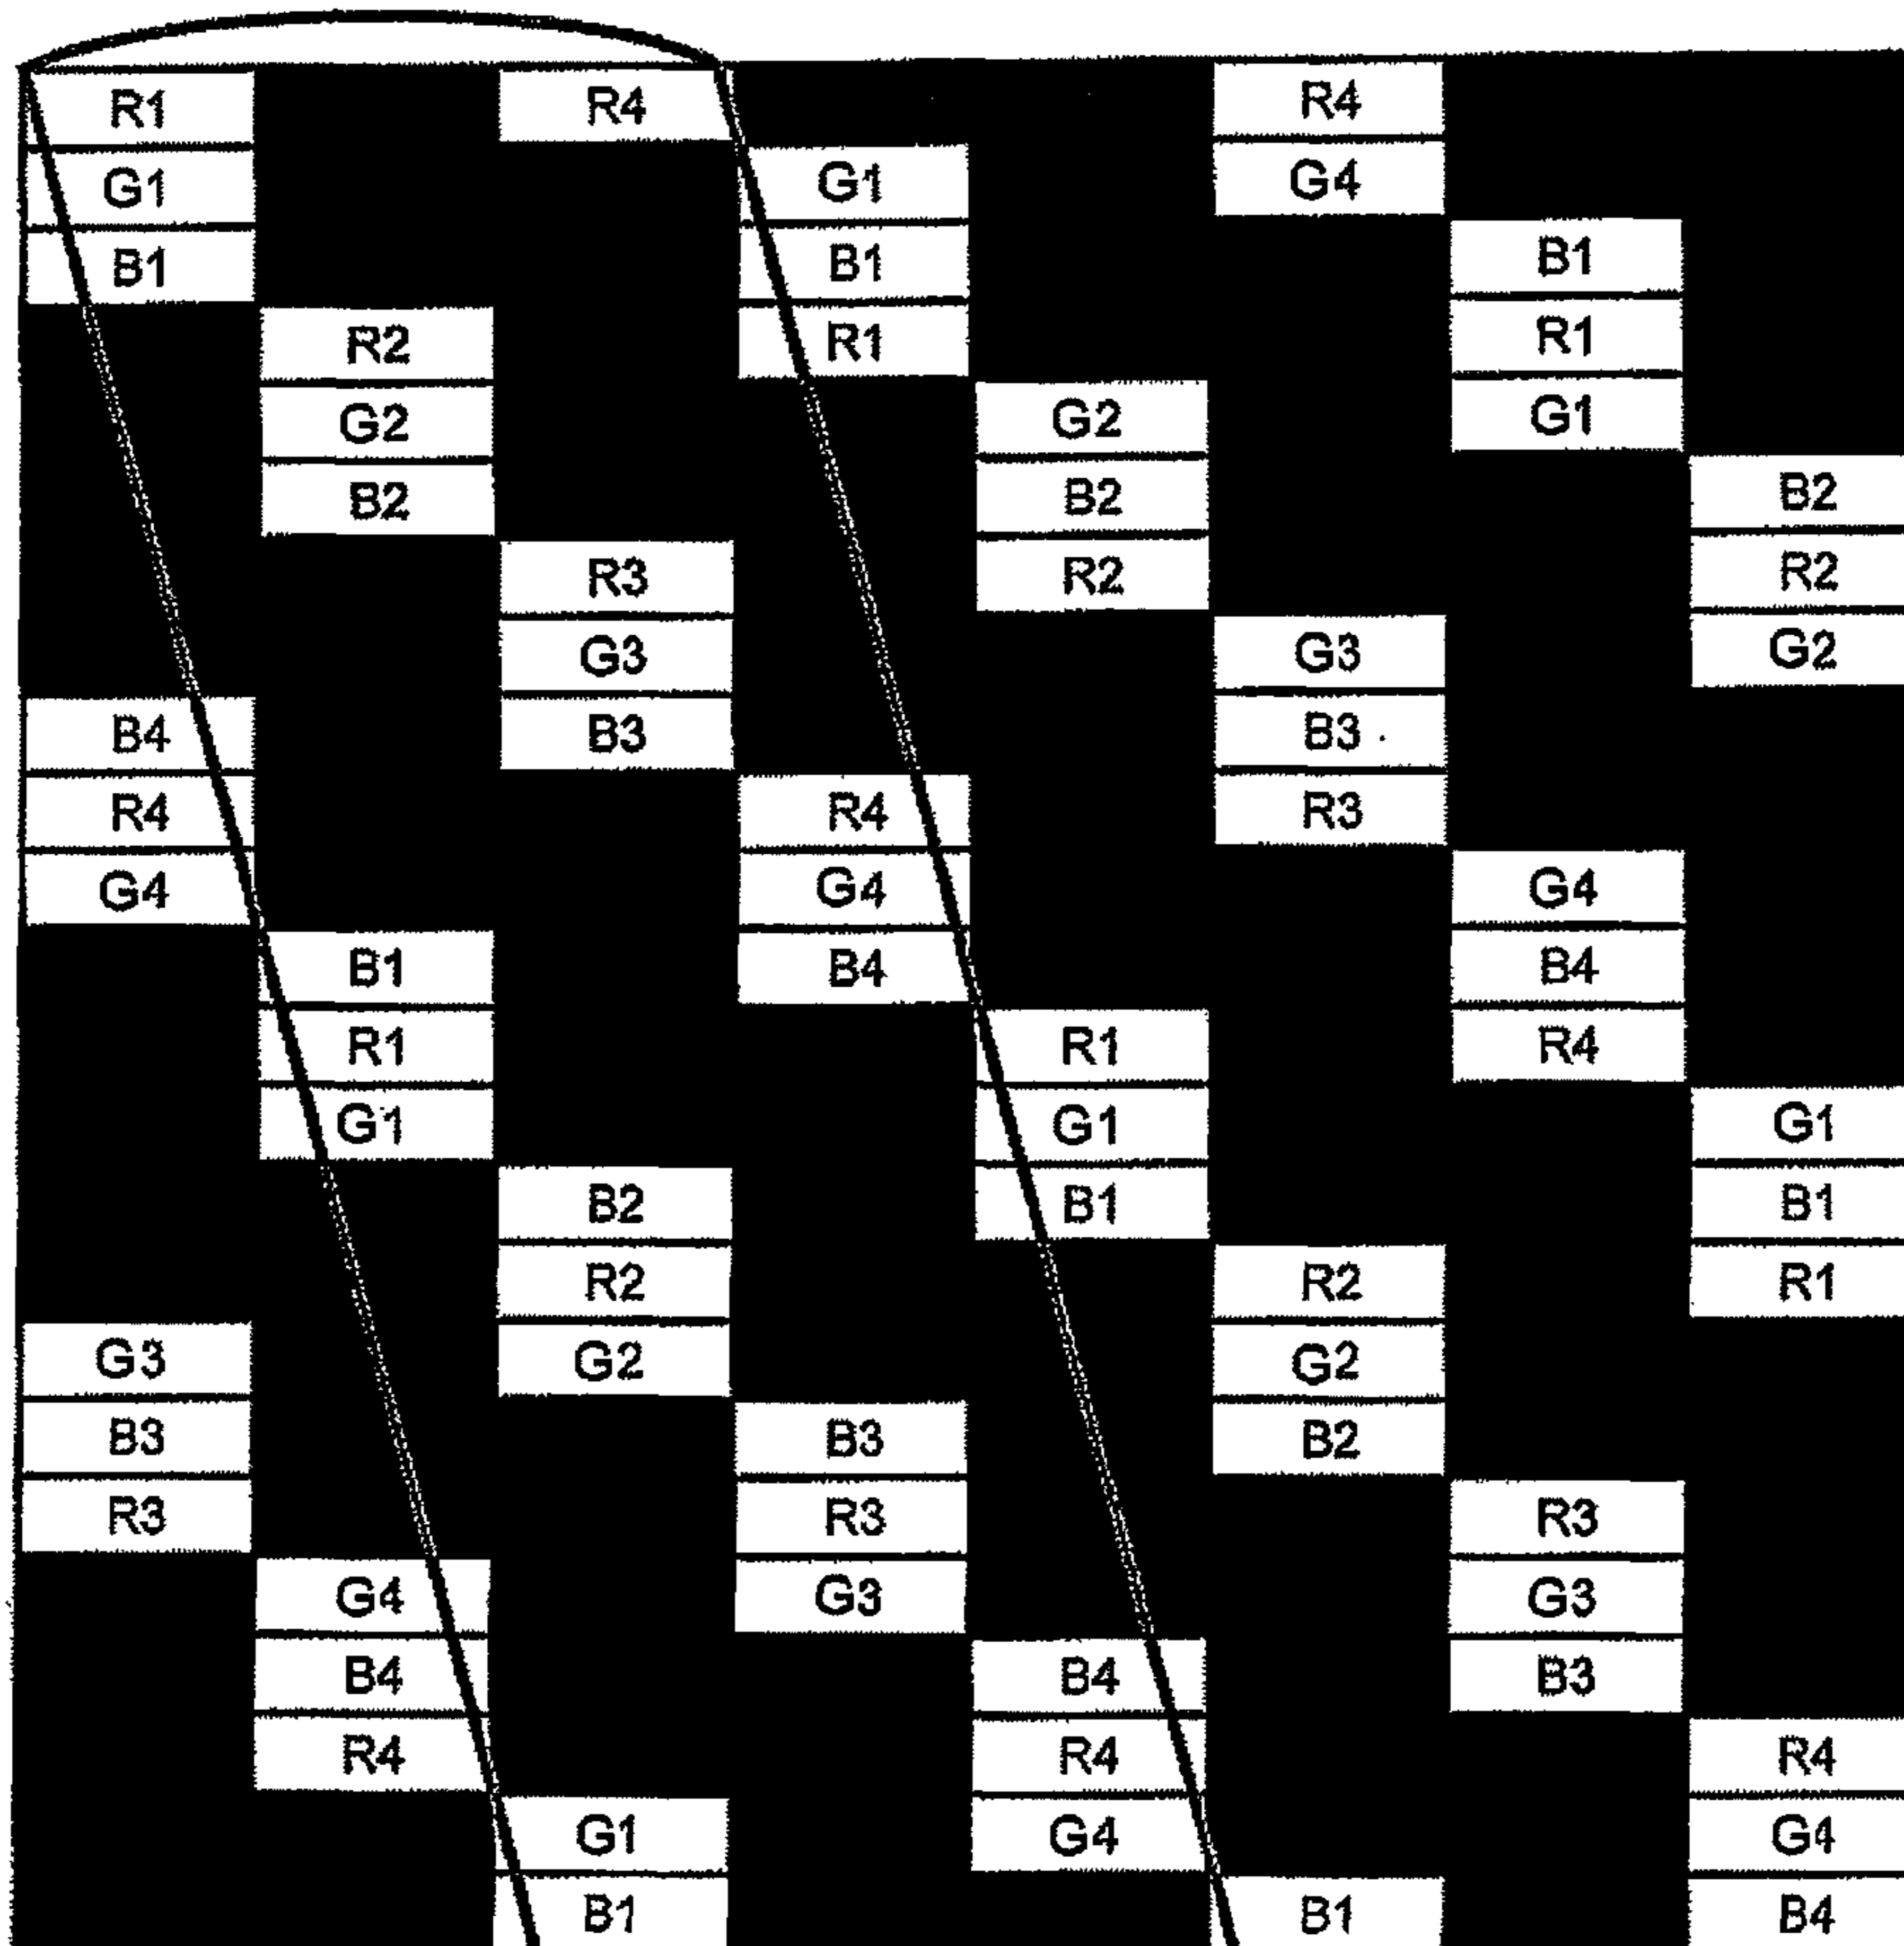 R1 R4 R4
G1 G1 G4
B1 B1 B1
R2 R1 R1
G2 G2 G1
B2 B2 B2
R3 R2 R2
G3 G3 G2
B4 B3 B3
R4 R4 R3
G4 G4 G4
B1 B4 B4
R1 R1 R4
G1 G1 G1
B2 B1 B1
R2 R2 R1
G3 G2 G2
B3 B3 B2
R3 R3 R3
G4 G3 G3
B4 B4 B3
R4 R4 R4
G1 G4 G4
B1 B1 B4